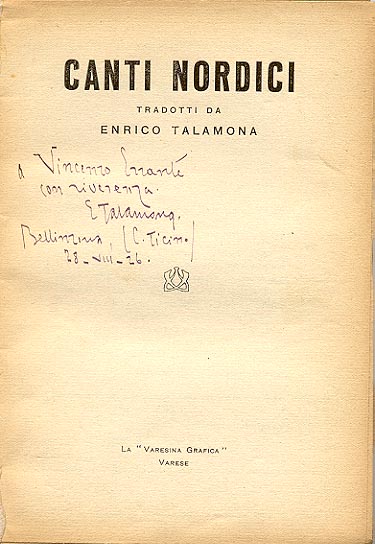 CANTI NORDICI
TRADOTTI DA
ENRICO TALAMONA
a Vincenzo Errante
con riverenza.
E Talamona.
Bellinzona, (C. Ticino)
28-VIII-26.
LA "VARESINA GRAFICA"
VARESE